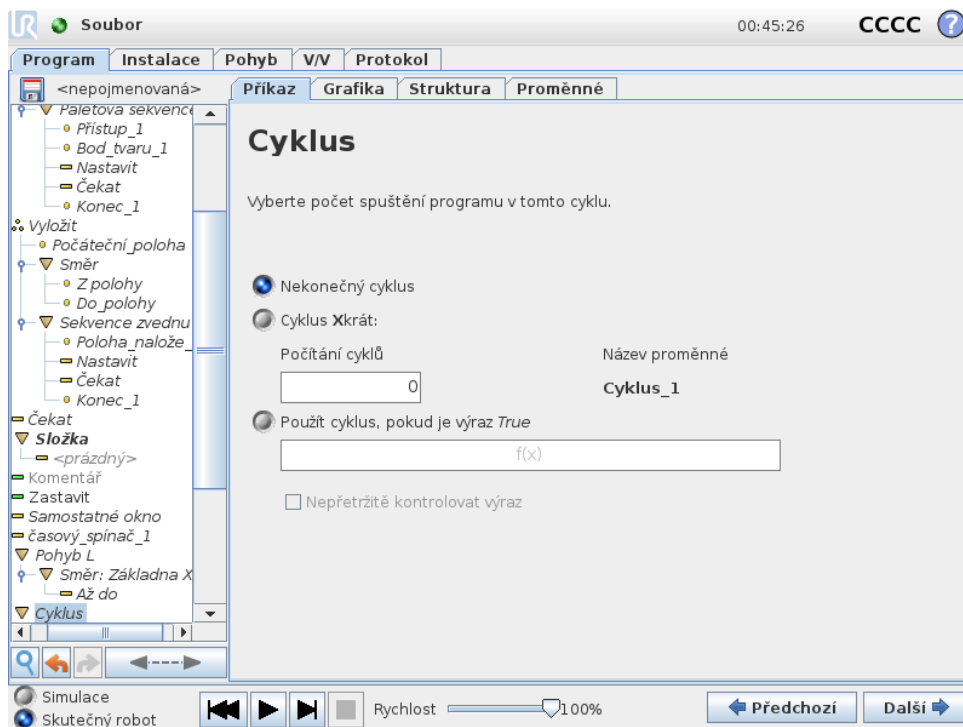 UR Soubor 00:45:26 CCCC ?
Program Instalace Pohyb V/V Protokol
<nepojmenovaná> Příkaz Grafika Struktura Proměnné
Paletová sekvence
Přístup_1
Bod_tvaru_1
Nastavit
Čekat
Konec_1
Vyložit
Počáteční_poloha
Směr
Z polohy
Do_polohy
Sekvence zvednu
Poloha_nalože_
Nastavit
Čekat
Konec_1
Čekat
Složka
<prázdný>
Komentář
Zastavit
Samostatné okno
časový_spínač_1
Pohyb L
Směr: Základna X
Až do
Cyklus
Cyklus
Vyberte počet spuštění programu v tomto cyklu.
Nekonečný cyklus
Cyklus Xkrát:
Počítání cyklů Název proměnné
0 Cyklus_1
Použít cyklus, pokud je výraz True
f(x)
Nepřetržitě kontrolovat výraz
Simulace
Skutečný robot
Rychlost 100%
Předchozí Další